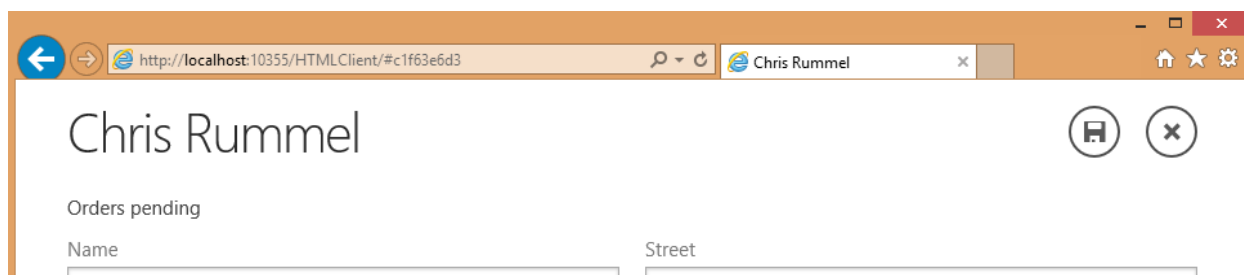 http://localhost:10355/HTMLClient/#c1f63e6d3
Chris Rummel
Chris Rummel
Orders pending
Name
Street